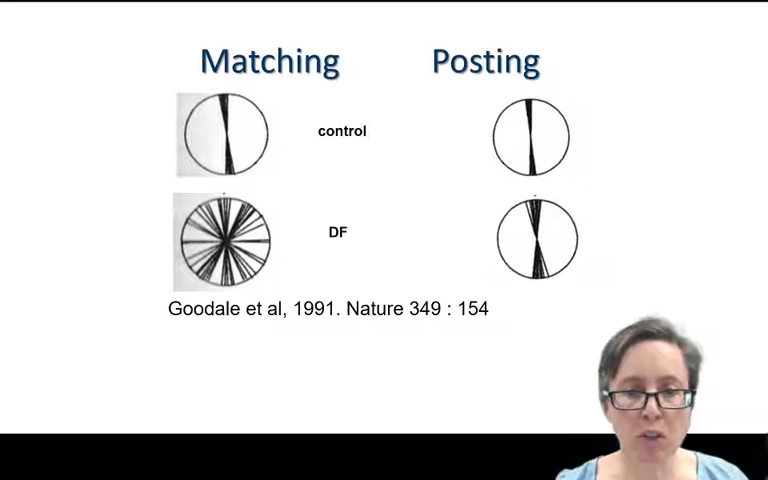 Matching Posting
control
DF
Goodale et al, 1991. Nature 349 : 154